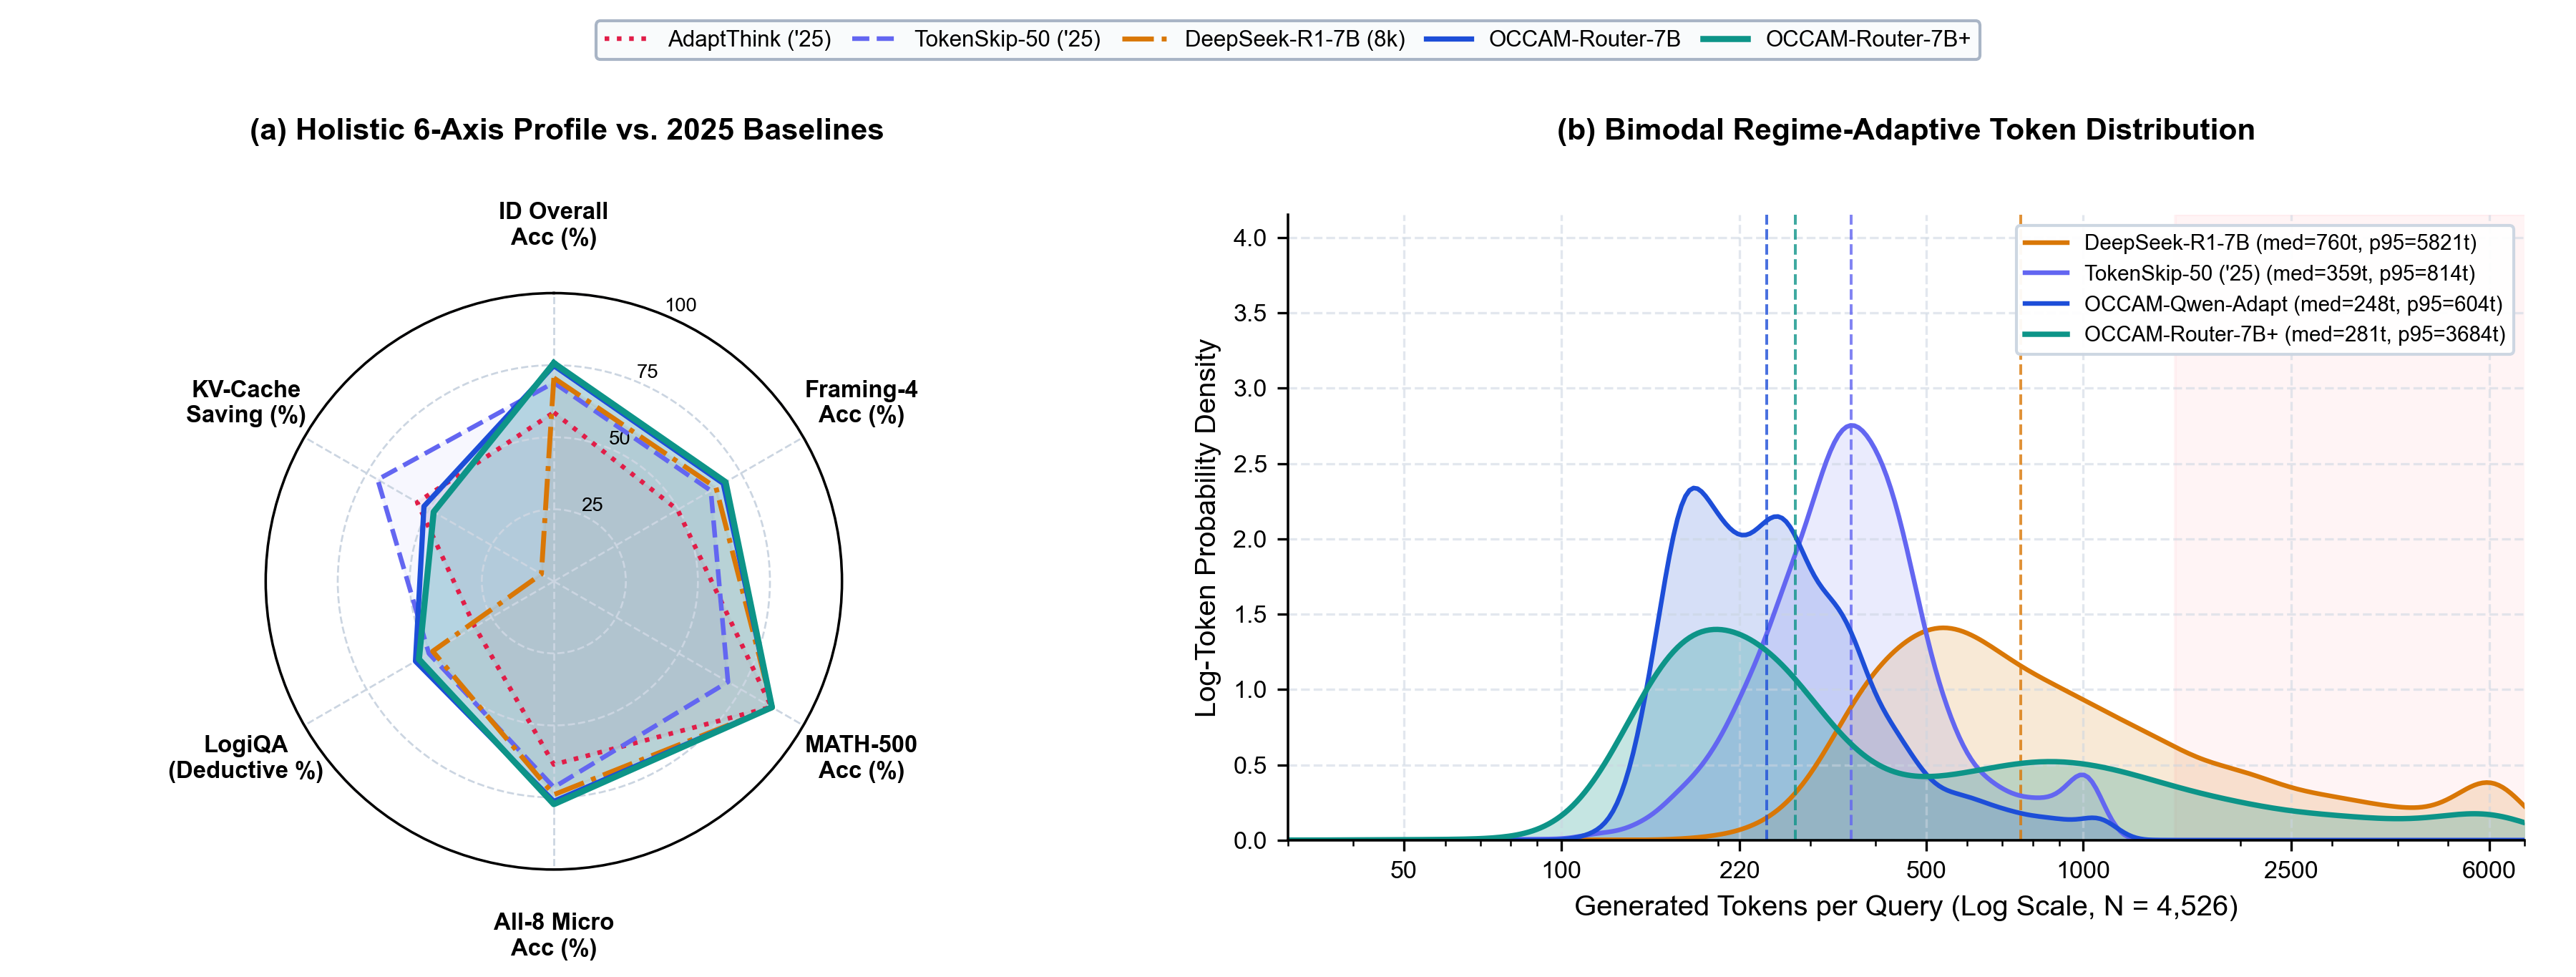 AdaptThink ('25)
TokenSkip-50 ('25)
DeepSeek-R1-7B (8k)
OCCAM-Router-7B
OCCAM-Router-7B+
(a) Holistic 6-Axis Profile vs. 2025 Baselines
ID Overall
Acc (%)
Framing-4
Acc (%)
MATH-500
Acc (%)
All-8 Micro
Acc (%)
LogiQA
(Deductive %)
KV-Cache
Saving (%)
100
75
50
25
(b) Bimodal Regime-Adaptive Token Distribution
DeepSeek-R1-7B (med=760t, p95=5821t)
TokenSkip-50 ('25) (med=359t, p95=814t)
OCCAM-Qwen-Adapt (med=248t, p95=604t)
OCCAM-Router-7B+ (med=281t, p95=3684t)
Log-Token Probability Density
4.0
3.5
3.0
2.5
2.0
1.5
1.0
0.5
0.0
50
100
220
500
1000
2500
6000
Generated Tokens per Query (Log Scale, N = 4,526)